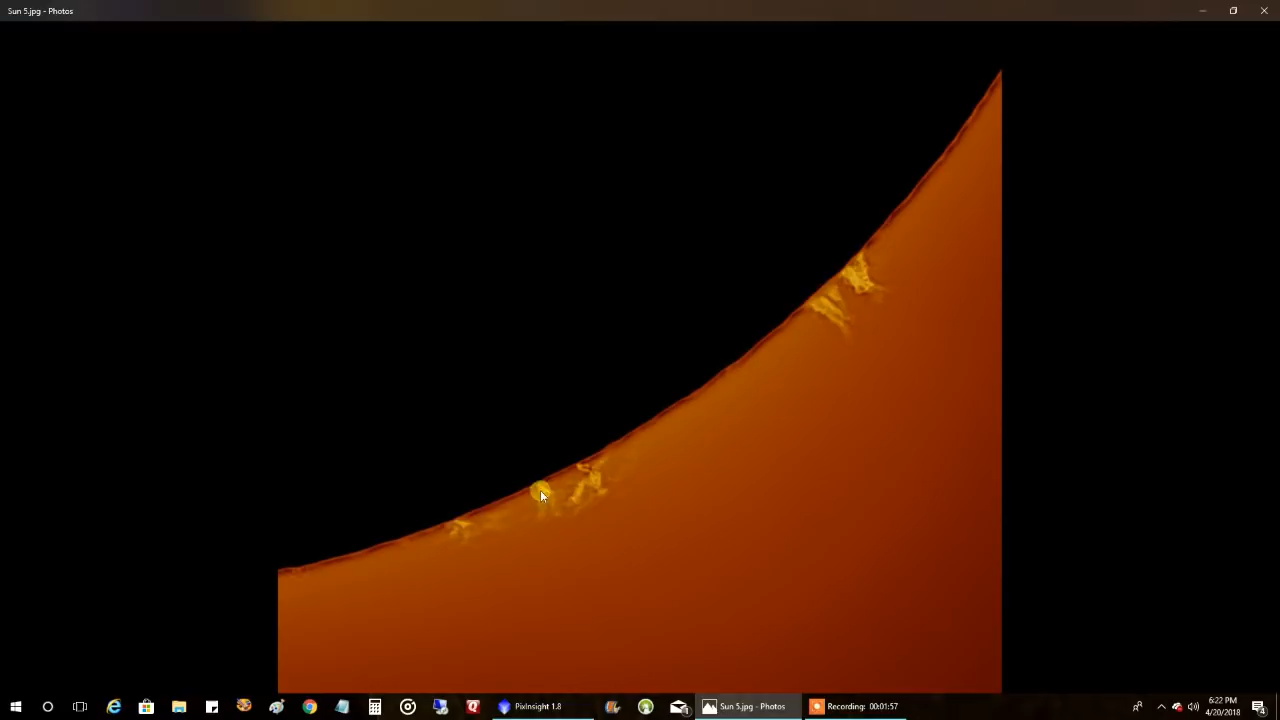 Sun 5.jpg - Photos
PixInsight 1.8
Sun 5.jpg - Photos
Recording: 00:01:57
6:22 PM
4/20/2018